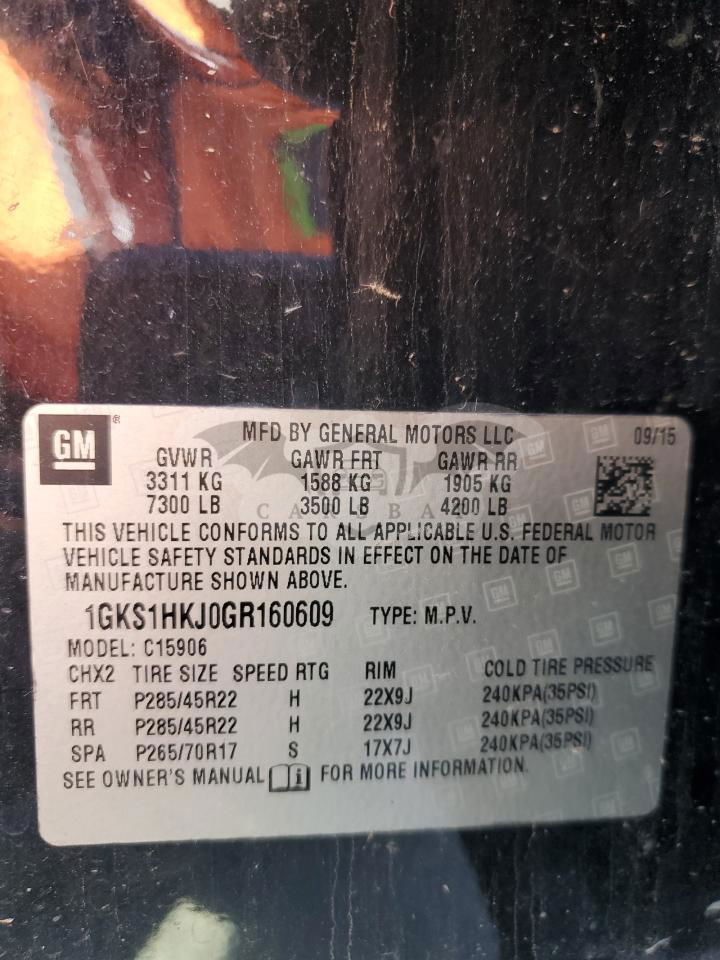 GM ®
MFD BY GENERAL MOTORS LLC 09/15
GVWR GAWR FRT GAWR RR
3311 KG 1588 KG 1905 KG
7300 LB 3500 LB 4200 LB
THIS VEHICLE CONFORMS TO ALL APPLICABLE U.S. FEDERAL MOTOR
VEHICLE SAFETY STANDARDS IN EFFECT ON THE DATE OF
MANUFACTURE SHOWN ABOVE.
1GKS1HKJ0GR160609 TYPE: M.P.V.
MODEL: C15906
CHX2 TIRE SIZE SPEED RTG RIM COLD TIRE PRESSURE
FRT P285/45R22 H 22X9J 240KPA(35PSI)
RR P285/45R22 H 22X9J 240KPA(35PSI)
SPA P265/70R17 S 17X7J 240KPA(35PSI)
SEE OWNER'S MANUAL i FOR MORE INFORMATION.